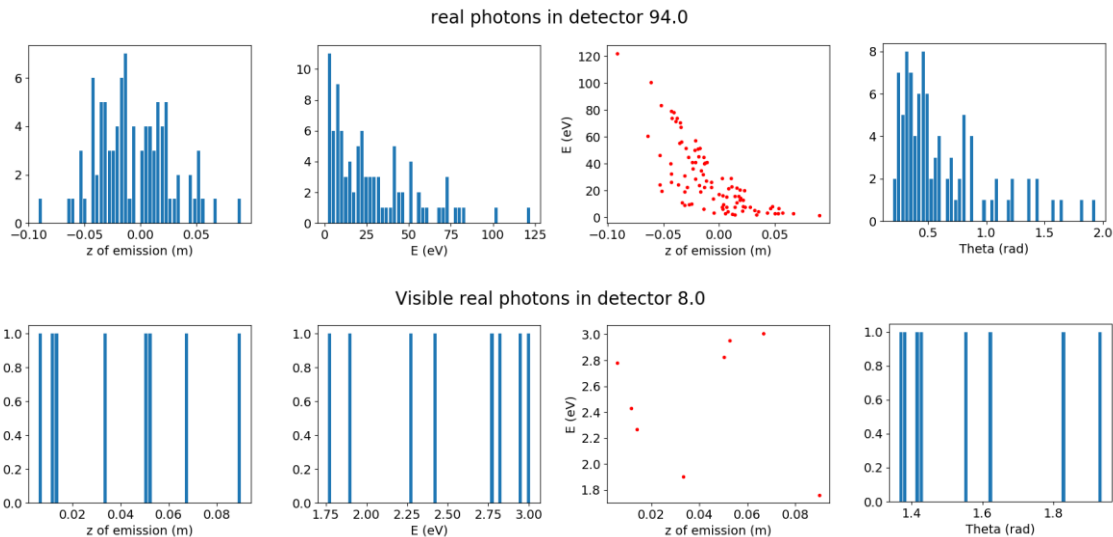 real photons in detector 94.0
6
4
2
0
−0.10 −0.05 0.00 0.05
z of emission (m)
10
8
6
4
2
0
0 25 50 75 100 125
E (eV)
E (eV)
120
100
80
60
40
20
0
−0.10 −0.05 0.00 0.05
z of emission (m)
8
6
4
2
0
0.5 1.0 1.5 2.0
Theta (rad)
Visible real photons in detector 8.0
1.0
0.8
0.6
0.4
0.2
0.0
0.02 0.04 0.06 0.08
z of emission (m)
1.0
0.8
0.6
0.4
0.2
0.0
1.75 2.00 2.25 2.50 2.75 3.00
E (eV)
E (eV)
3.0
2.8
2.6
2.4
2.2
2.0
1.8
0.02 0.04 0.06 0.08
z of emission (m)
1.0
0.8
0.6
0.4
0.2
0.0
1.4 1.6 1.8
Theta (rad)